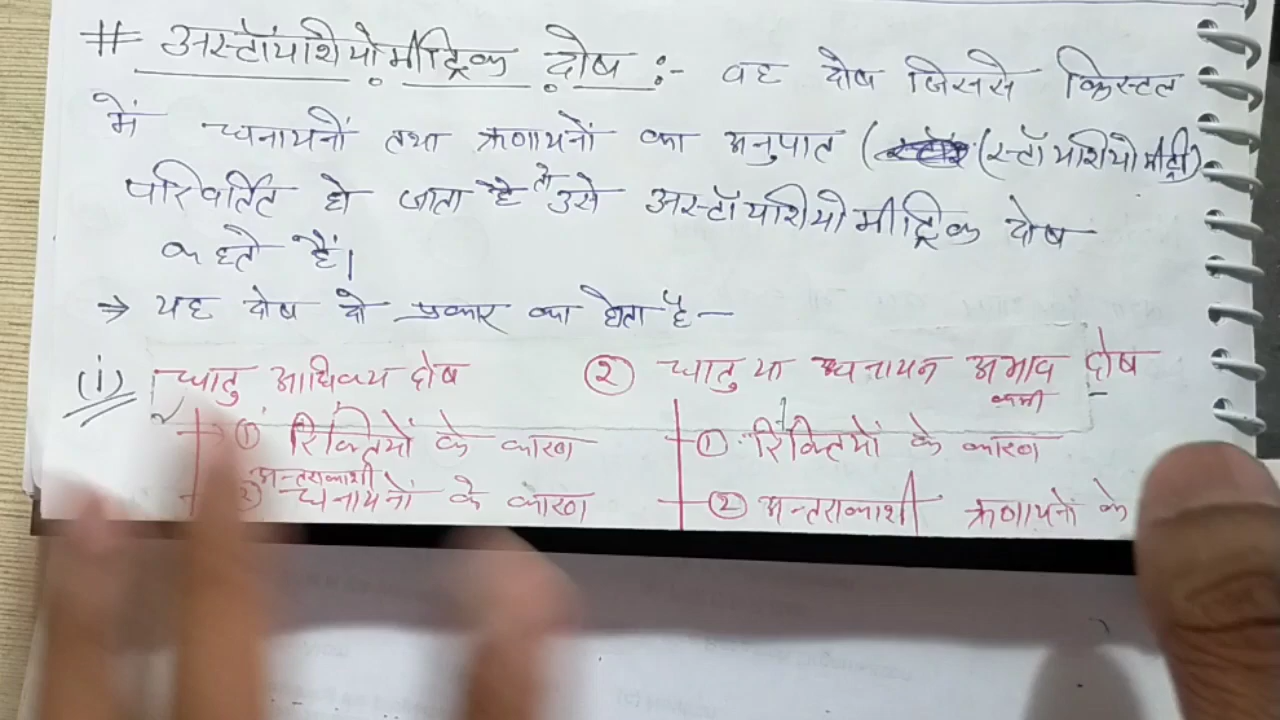 # अस्टॉयशियोमीट्रिक दोष :- वह दोष जिससे क्रिस्टल
में धनायनों तथा ऋणायनों का अनुपात (स्टॉयशियोमीट्री)
परिवर्तित हो जाता है तो उसे अस्टॉयशियोमीट्रिक दोष
कहते हैं।
→ यह दोष दो प्रकार का होता है —
(i) धातु आधिक्य दोष ② धातु या धनायन अभाव दोष
कमी
① रिक्तियों के कारण ① रिक्तियों के कारण
अन्तराकाशी
② धनायनों के कारण ② अन्तराकाशी ऋणायनों के